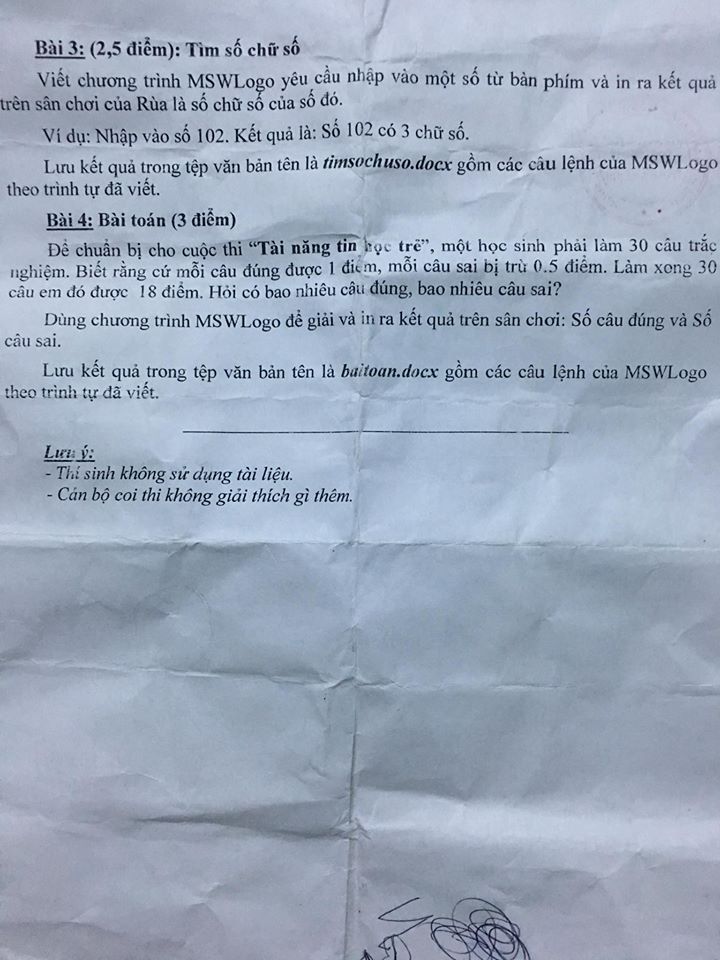 Bài 3: (2,5 điểm): Tìm số chữ số
Viết chương trình MSWLogo yêu cầu nhập vào một số từ bàn phím và in ra kết quả
trên sân chơi của Rùa là số chữ số của số đó.
Ví dụ: Nhập vào số 102. Kết quả là: Số 102 có 3 chữ số.
Lưu kết quả trong tệp văn bản tên là timsochuso.docx gồm các câu lệnh của MSWLogo
theo trình tự đã viết.
Bài 4: Bài toán (3 điểm)
Để chuẩn bị cho cuộc thi “Tài năng tin học trẻ”, một học sinh phải làm 30 câu trắc
nghiệm. Biết rằng cứ mỗi câu đúng được 1 điểm, mỗi câu sai bị trừ 0.5 điểm. Làm xong 30
câu em đó được 18 điểm. Hỏi có bao nhiêu câu đúng, bao nhiêu câu sai?
Dùng chương trình MSWLogo để giải và in ra kết quả trên sân chơi: Số câu đúng và Số
câu sai.
Lưu kết quả trong tệp văn bản tên là baitoan.docx gồm các câu lệnh của MSWLogo
theo trình tự đã viết.
Lưu ý:
- Thí sinh không sử dụng tài liệu.
- Cán bộ coi thi không giải thích gì thêm.